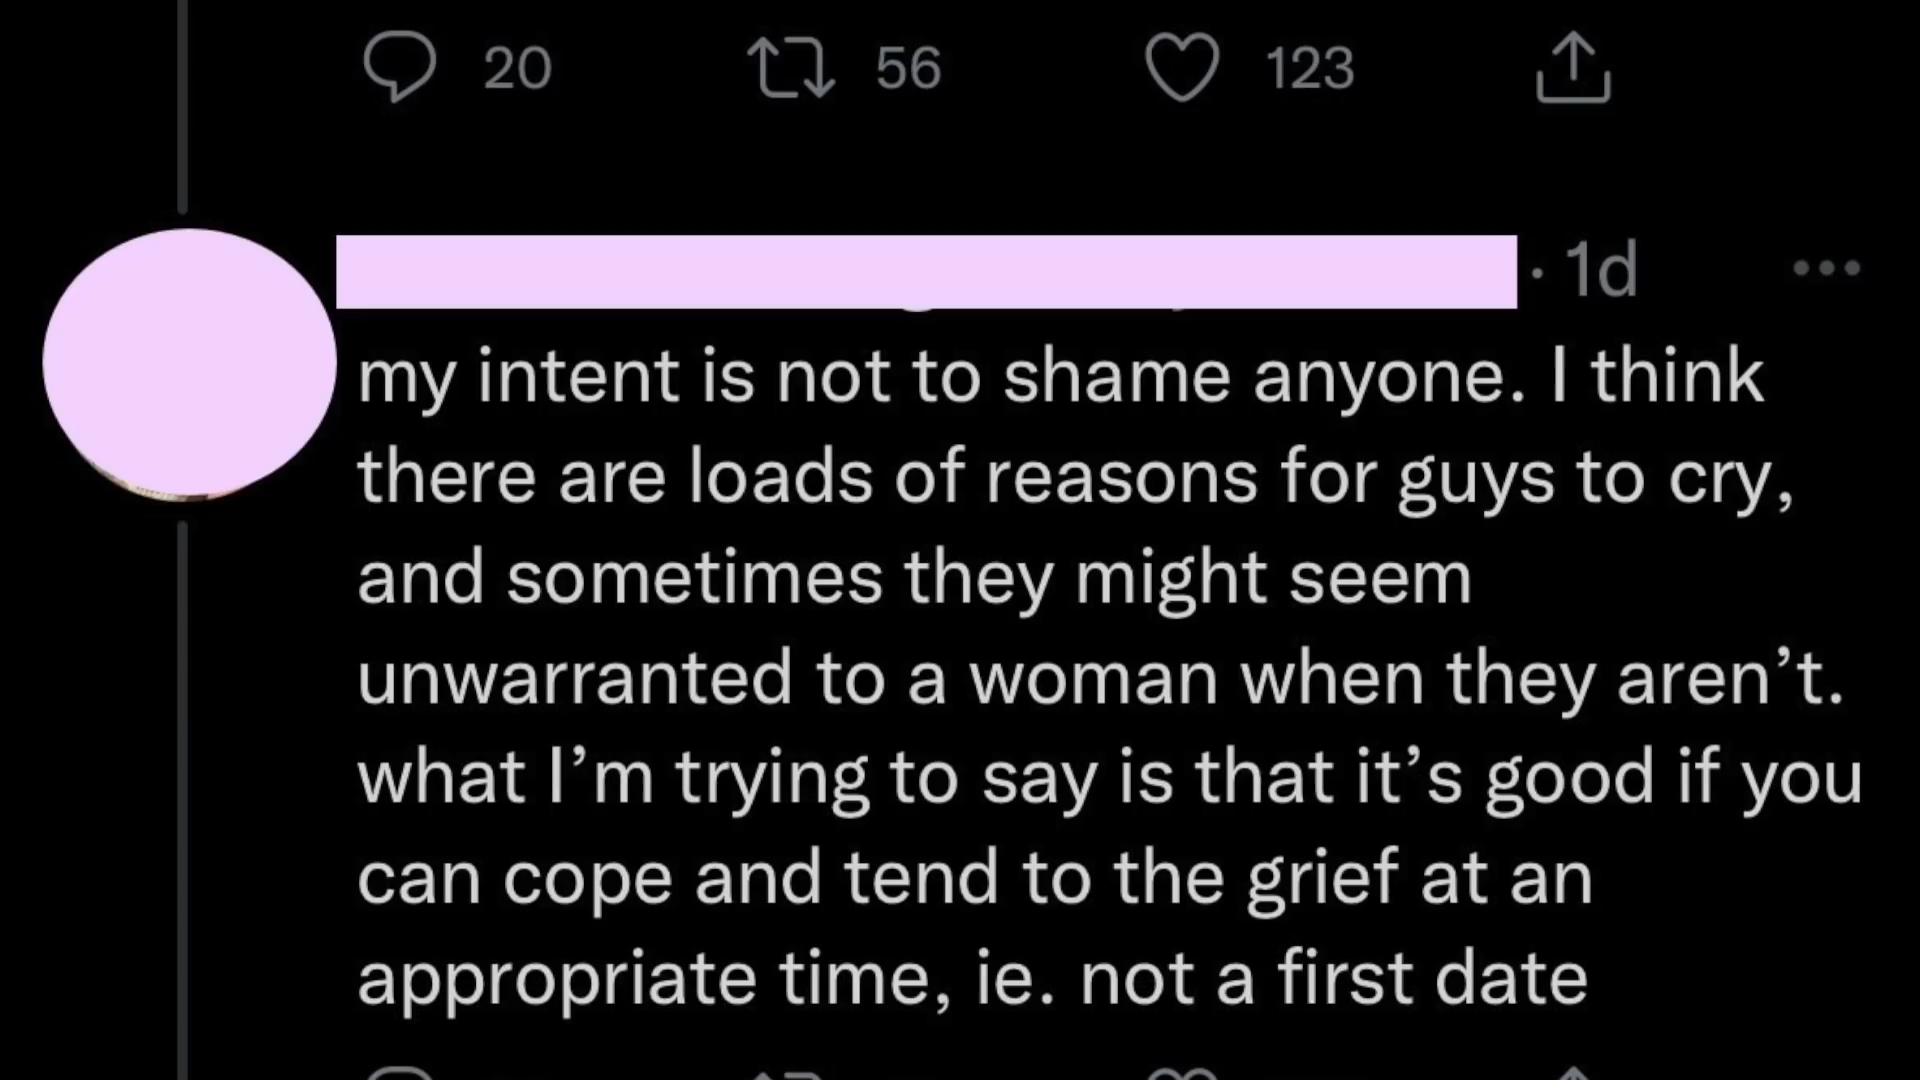 20 56 123
· 1d
my intent is not to shame anyone. I think
there are loads of reasons for guys to cry,
and sometimes they might seem
unwarranted to a woman when they aren’t.
what I’m trying to say is that it’s good if you
can cope and tend to the grief at an
appropriate time, ie. not a first date